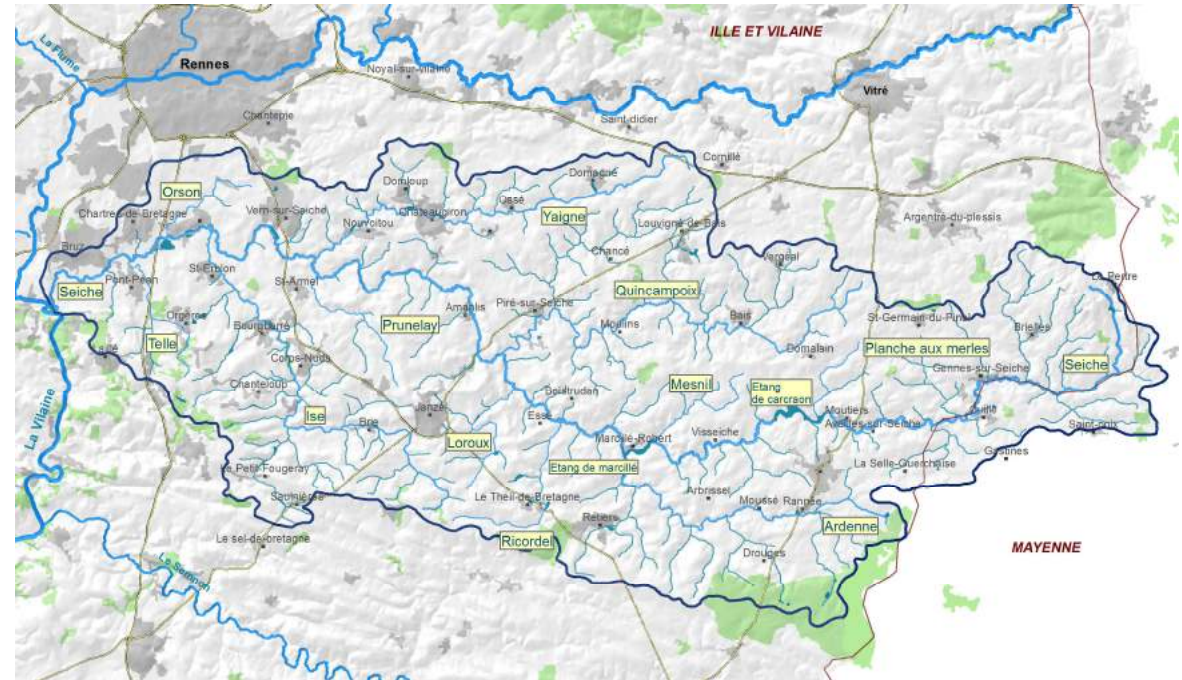 ILLE ET VILAINE
La Flume
Rennes
Noyal-sur-vilaine
Vitré
Chantepie
Saint-didier
Cornillé
Domloup
Domagné
Orson
Chartres-de-Bretagne
Vern-sur-Seiche
Nouvoitou
Châteaugiron
Ossé
Yaigne
Louvigné-de-Bais
Argentré-du-plessis
Bruz
Chancé
Vergéal
Le Pertre
Pont-Péan
St-Erblon
St-Armel
Seiche
Quincampoix
Orgères
Bourgbarré
Prunelay
Amanlis
Piré-sur-Seiche
Moulins
Bais
St-Germain-du-Pinel
Brielles
Telle
Laillé
Corps-Nuds
Domalain
Planche aux merles
Gennes-sur-Seiche
Seiche
Chanteloup
Boistrudan
Mesnil
Etang
de carcraon
La Vilaine
Ise
Brie
Janzé
Essé
Moutiers
Availles-sur-Seiche
Cuillé
Saint-poix
Loroux
Marcillé-Robert
Visseiche
Gastines
Le Petit Fougeray
Etang de marcillé
La Selle-Guerchaise
Saulnières
Le Theil-de-Bretagne
Arbrissel
Moussé
Rannée
Retiers
Ardenne
Le sel-de-bretagne
Ricordel
Drouges
MAYENNE
Le Semnon